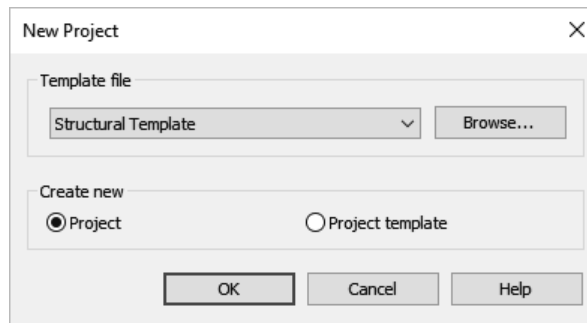 New Project
Template file
Structural Template
Browse...
Create new
Project
Project template
OK
Cancel
Help